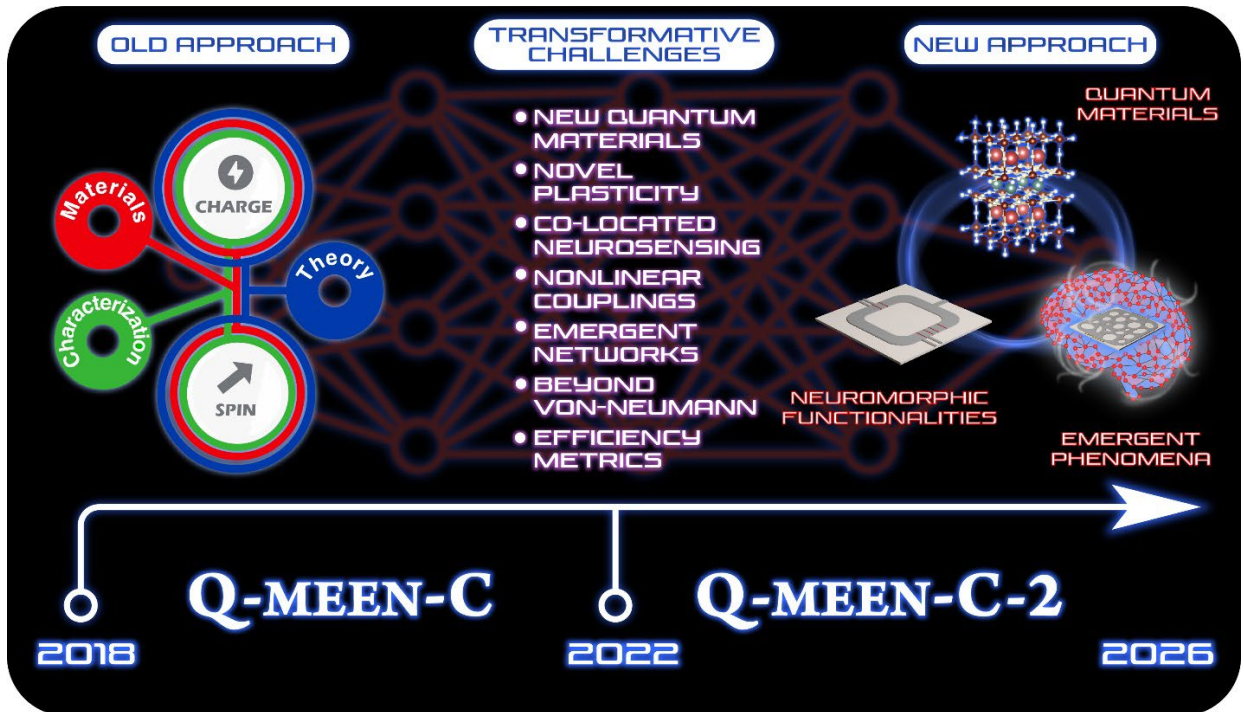 OLD APPROACH
Materials
CHARGE
Theory
Characterization
SPIN
TRANSFORMATIVE
CHALLENGES
• NEW QUANTUM
MATERIALS
• NOVEL
PLASTICITY
• CO-LOCATED
NEUROSENSING
• NONLINEAR
COUPLINGS
• EMERGENT
NETWORKS
• BEYOND
VON-NEUMANN
• EFFICIENCY
METRICS
NEW APPROACH
QUANTUM
MATERIALS
NEUROMORPHIC
FUNCTIONALITIES
EMERGENT
PHENOMENA
Q-MEEN-C
Q-MEEN-C-2
2018
2022
2026